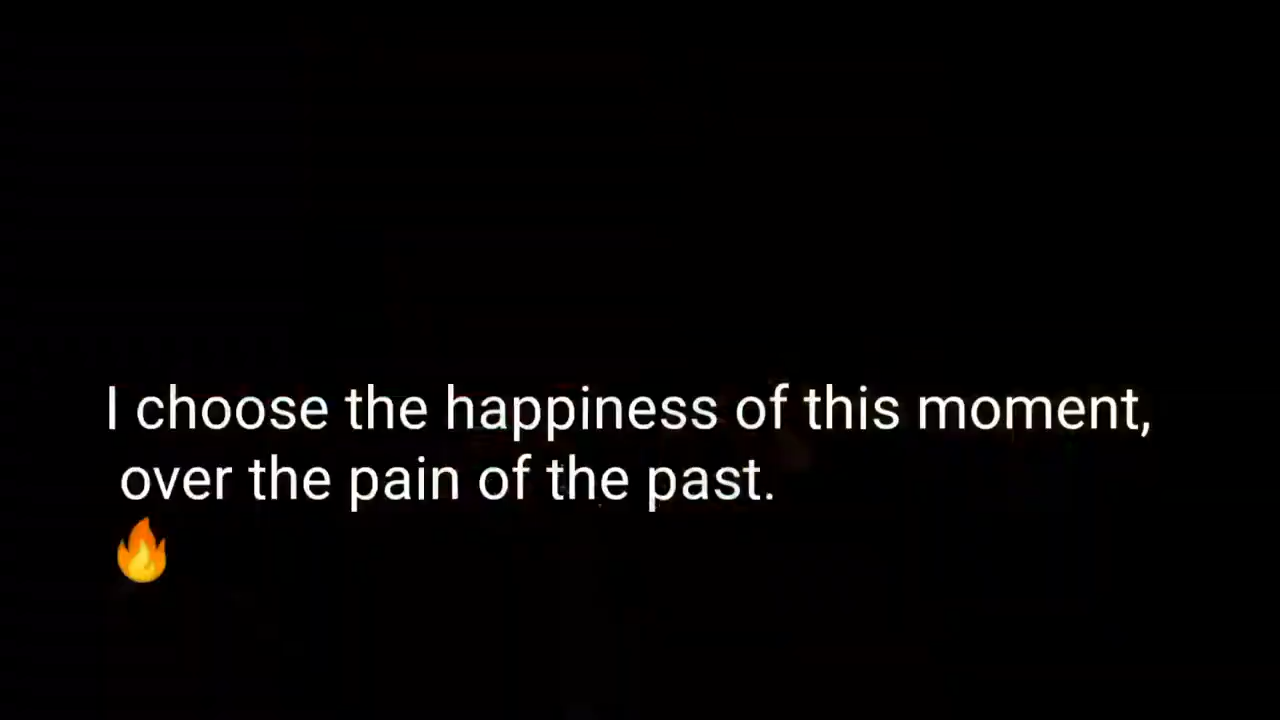 I choose the happiness of this moment,
over the pain of the past.
🔥